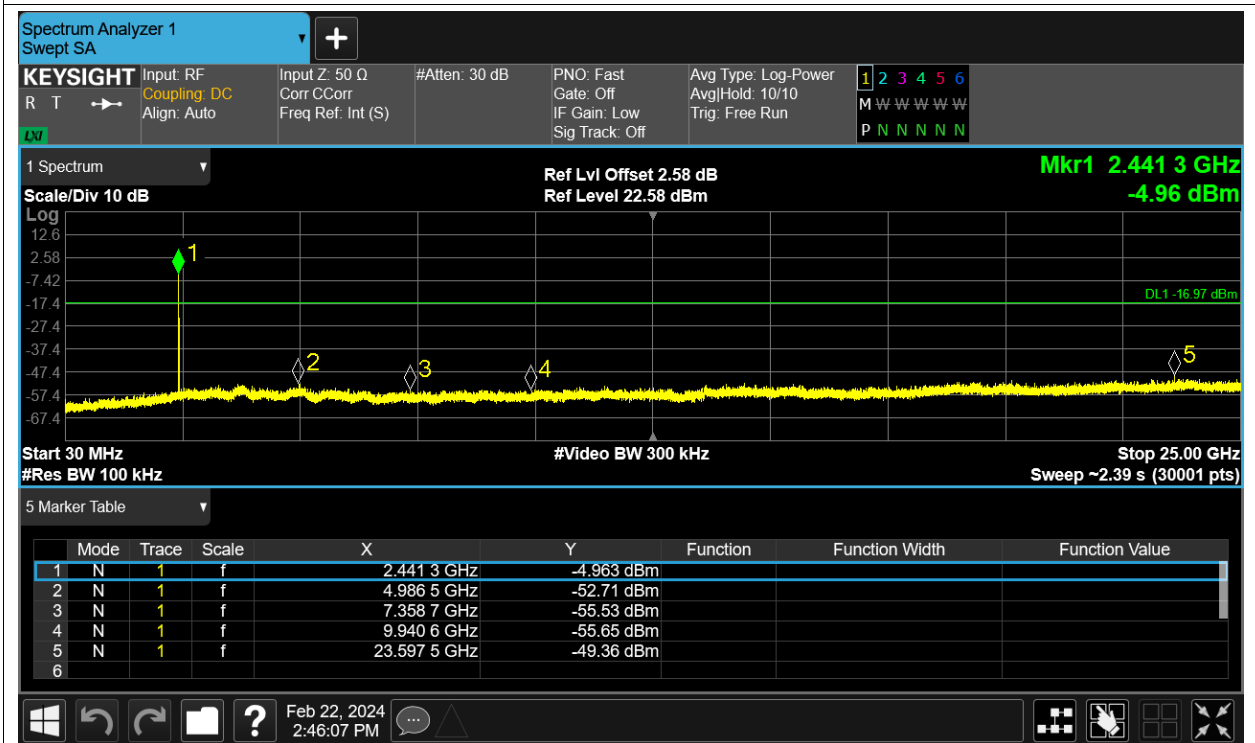 Spectrum Analyzer 1
Swept SA
+
KEYSIGHT
R T
LXI
Input: RF
Coupling: DC
Align: Auto
Input Z: 50 Ω
Corr CCorr
Freq Ref: Int (S)
#Atten: 30 dB
PNO: Fast
Gate: Off
IF Gain: Low
Sig Track: Off
Avg Type: Log-Power
Avg|Hold: 10/10
Trig: Free Run
1 2 3 4 5 6
M W W W W W
P N N N N N
1 Spectrum
Scale/Div 10 dB
Ref Lvl Offset 2.58 dB
Ref Level 22.58 dBm
Mkr1 2.441 3 GHz
-4.96 dBm
Log
12.6
2.58
-7.42
-17.4
-27.4
-37.4
-47.4
-57.4
-67.4
1
2
3
4
5
DL1 -16.97 dBm
Start 30 MHz
#Video BW 300 kHz
Stop 25.00 GHz
#Res BW 100 kHz
Sweep ~2.39 s (30001 pts)
5 Marker Table
Mode Trace Scale X Y Function Function Width Function Value
1 N 1 f 2.441 3 GHz -4.963 dBm
2 N 1 f 4.986 5 GHz -52.71 dBm
3 N 1 f 7.358 7 GHz -55.53 dBm
4 N 1 f 9.940 6 GHz -55.65 dBm
5 N 1 f 23.597 5 GHz -49.36 dBm
6
?
Feb 22, 2024
2:46:07 PM